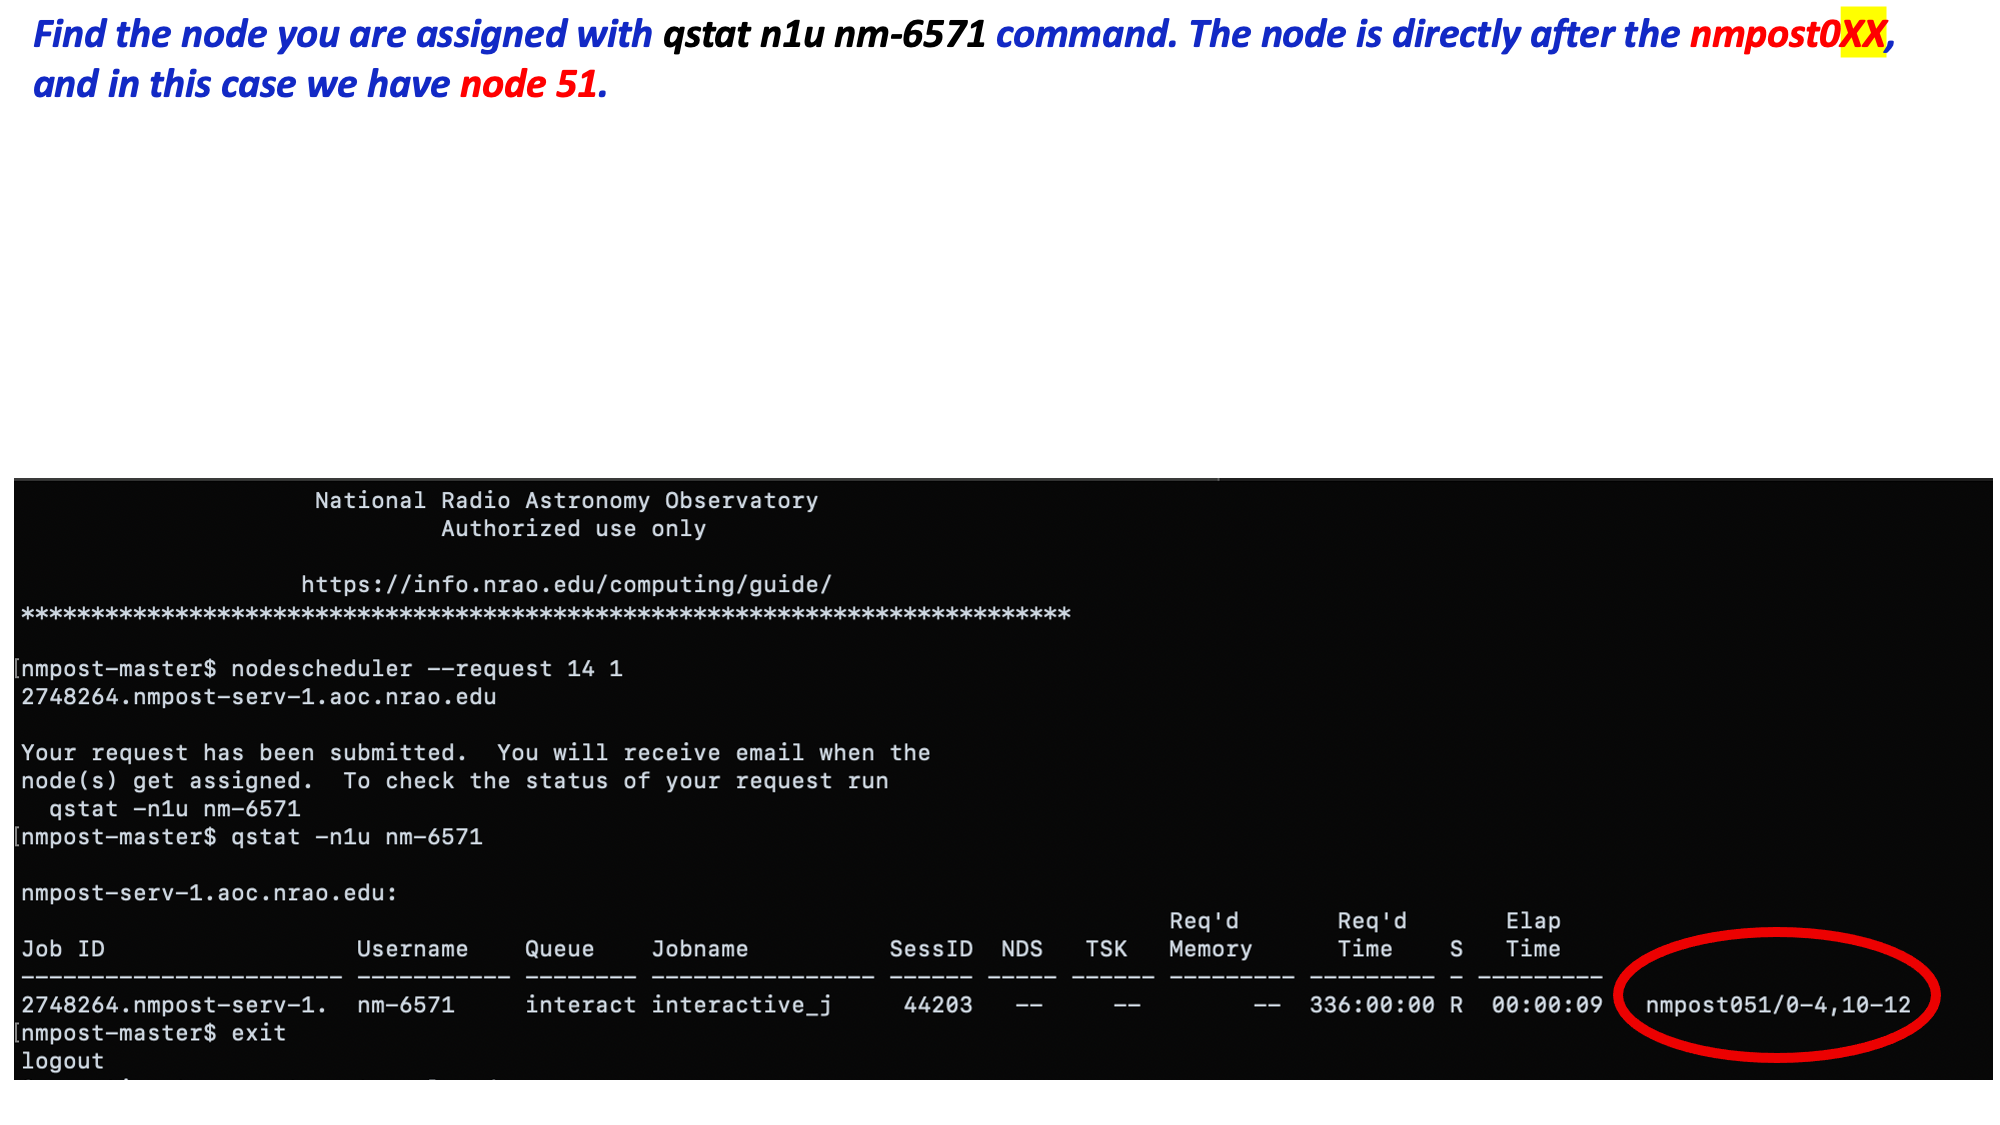 Find the node you are assigned with qstat n1u nm-6571 command. The node is directly after the nmpost0XX,
and in this case we have node 51.
National Radio Astronomy Observatory
Authorized use only
https://info.nrao.edu/computing/guide/
***************************************************************************
[nmpost-master$ nodescheduler --request 14 1
2748264.nmpost-serv-1.aoc.nrao.edu
Your request has been submitted.  You will receive email when the
node(s) get assigned.  To check the status of your request run
qstat -n1u nm-6571
[nmpost-master$ qstat -n1u nm-6571
nmpost-serv-1.aoc.nrao.edu:
Req'd Req'd Elap
Job ID Username Queue Jobname SessID NDS TSK Memory Time S Time
----------------------- ----------- -------- ---------------- ------ ----- ------ --------- --------- - ---------
2748264.nmpost-serv-1. nm-6571 interact interactive_j 44203 -- -- -- 336:00:00 R 00:00:09 nmpost051/0-4,10-12
[nmpost-master$ exit
logout